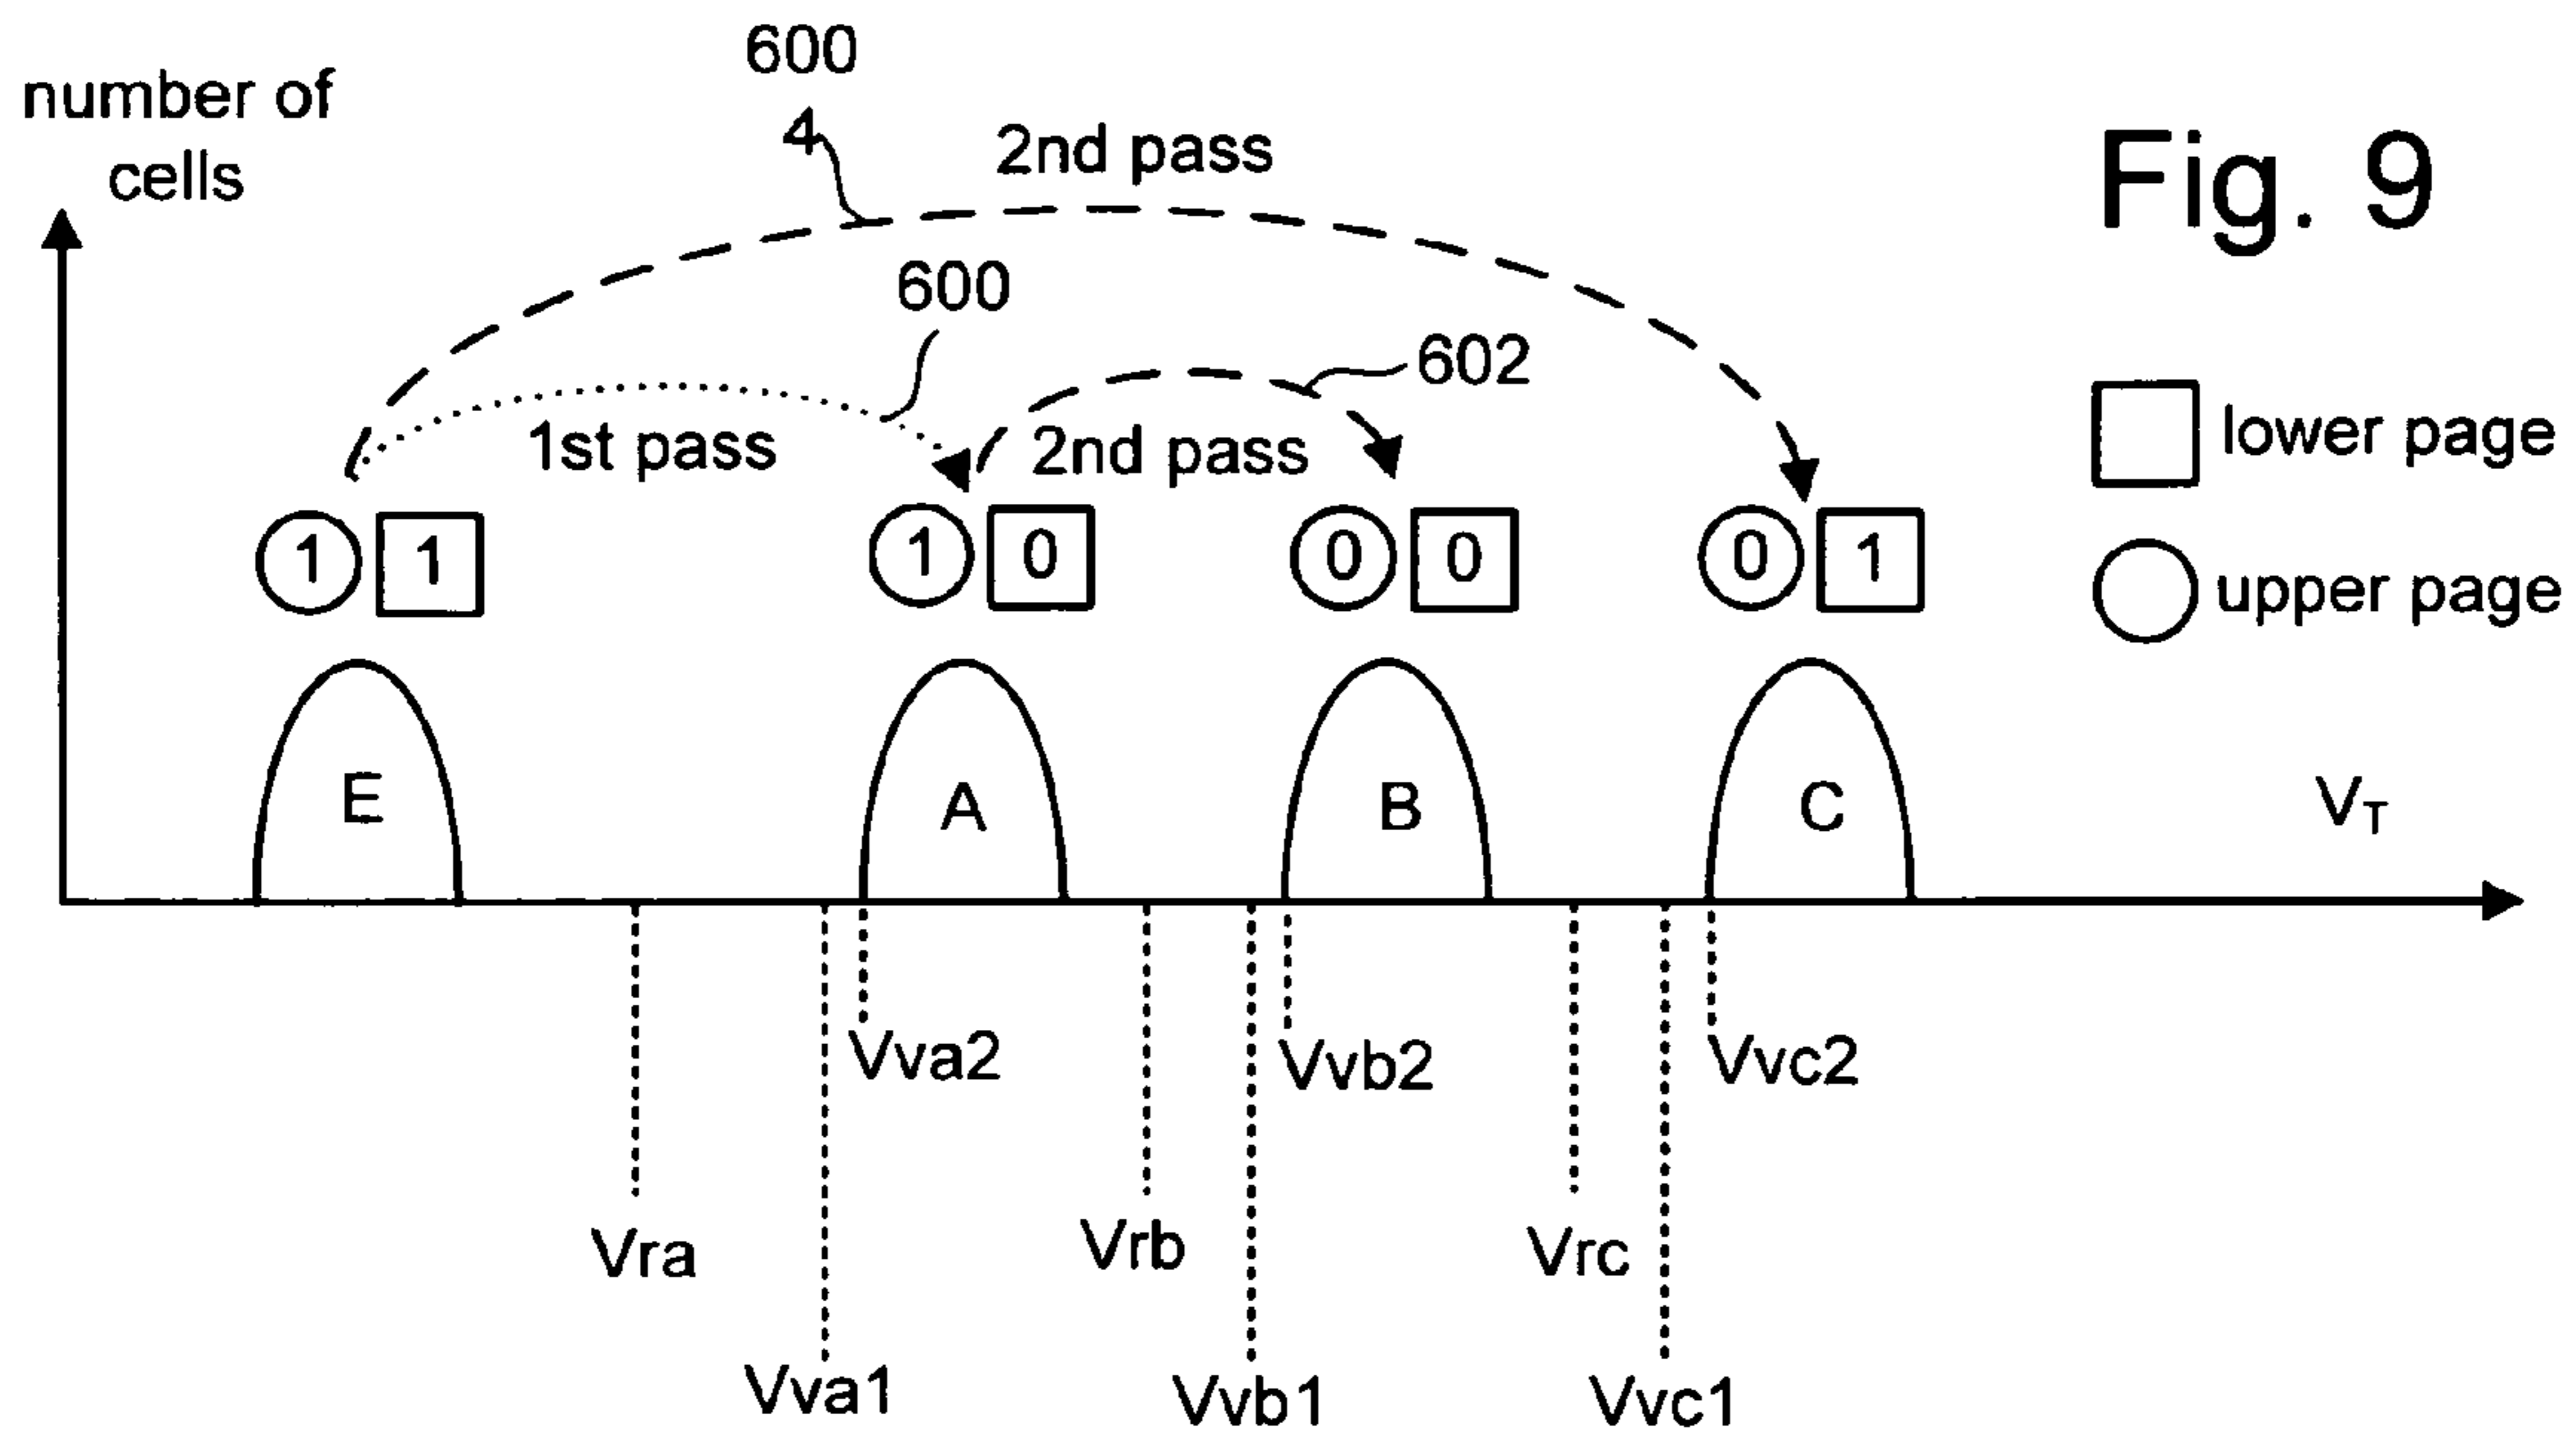 600
4
number of
cells
2nd pass
Fig. 9
600
602
1st pass
2nd pass
lower page
1 1
1 0
0 0
0 1
upper page
E
A
B
C
VT
Vva2
Vvb2
Vvc2
Vra
Vrb
Vrc
Vva1
Vvb1
Vvc1